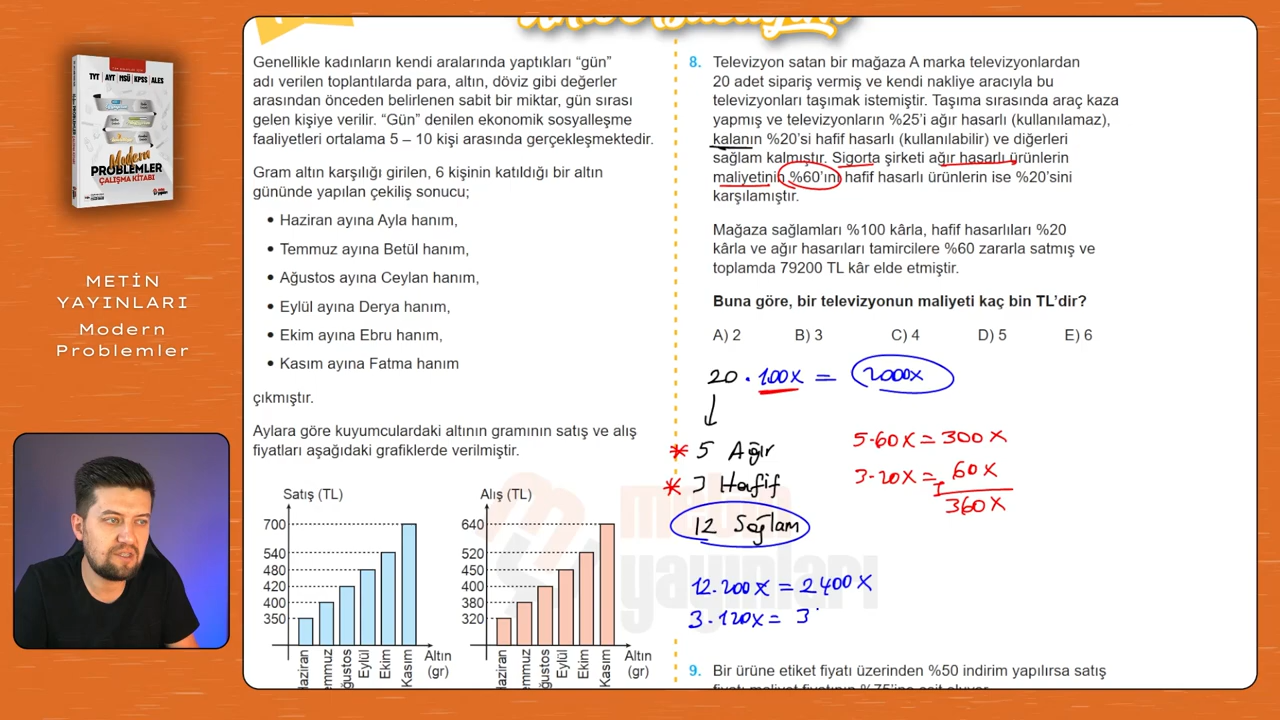 TYT | AYT | MSÜ | KPSS | ALES
Modern
PROBLEMLER
ÇALIŞMA KİTABI
METİN
YAYINLARI
Modern
Problemler
Genellikle kadınların kendi aralarında yaptıkları “gün”
adı verilen toplantılarda para, altın, döviz gibi değerler
arasından önceden belirlenen sabit bir miktar, gün sırası
gelen kişiye verilir. “Gün” denilen ekonomik sosyalleşme
faaliyetleri ortalama 5 – 10 kişi arasında gerçekleşmektedir.
Gram altın karşılığı girilen, 6 kişinin katıldığı bir altın
gününde yapılan çekiliş sonucu;
• Haziran ayına Ayla hanım,
• Temmuz ayına Betül hanım,
• Ağustos ayına Ceylan hanım,
• Eylül ayına Derya hanım,
• Ekim ayına Ebru hanım,
• Kasım ayına Fatma hanım
çıkmıştır.
Aylara göre kuyumculardaki altının gramının satış ve alış
fiyatları aşağıdaki grafiklerde verilmiştir.
Satış (TL)
700
540
480
420
400
350
Haziran
Temmuz
Ağustos
Eylül
Ekim
Kasım
Altın
(gr)
Alış (TL)
640
520
450
400
380
320
Haziran
Temmuz
Ağustos
Eylül
Ekim
Kasım
Altın
(gr)
8. Televizyon satan bir mağaza A marka televizyonlardan
20 adet sipariş vermiş ve kendi nakliye aracıyla bu
televizyonları taşımak istemiştir. Taşıma sırasında araç kaza
yapmış ve televizyonların %25’i ağır hasarlı (kullanılamaz),
kalanın %20’si hafif hasarlı (kullanılabilir) ve diğerleri
sağlam kalmıştır. Sigorta şirketi ağır hasarlı ürünlerin
maliyetinin %60’ını hafif hasarlı ürünlerin ise %20’sini
karşılamıştır.
Mağaza sağlamları %100 kârla, hafif hasarlıları %20
kârla ve ağır hasarıları tamircilere %60 zararla satmış ve
toplamda 79200 TL kâr elde etmiştir.
Buna göre, bir televizyonun maliyeti kaç bin TL’dir?
A) 2 B) 3 C) 4 D) 5 E) 6
20 . 100x = 2000x
* 5 Ağır
* 3 Hafif
12 Sağlam
5.60x = 300x
3.20x = 60x
+
360x
12.200x = 2400x
3.120x = 3
yayınları
9. Bir ürüne etiket fiyatı üzerinden %50 indirim yapılırsa satış